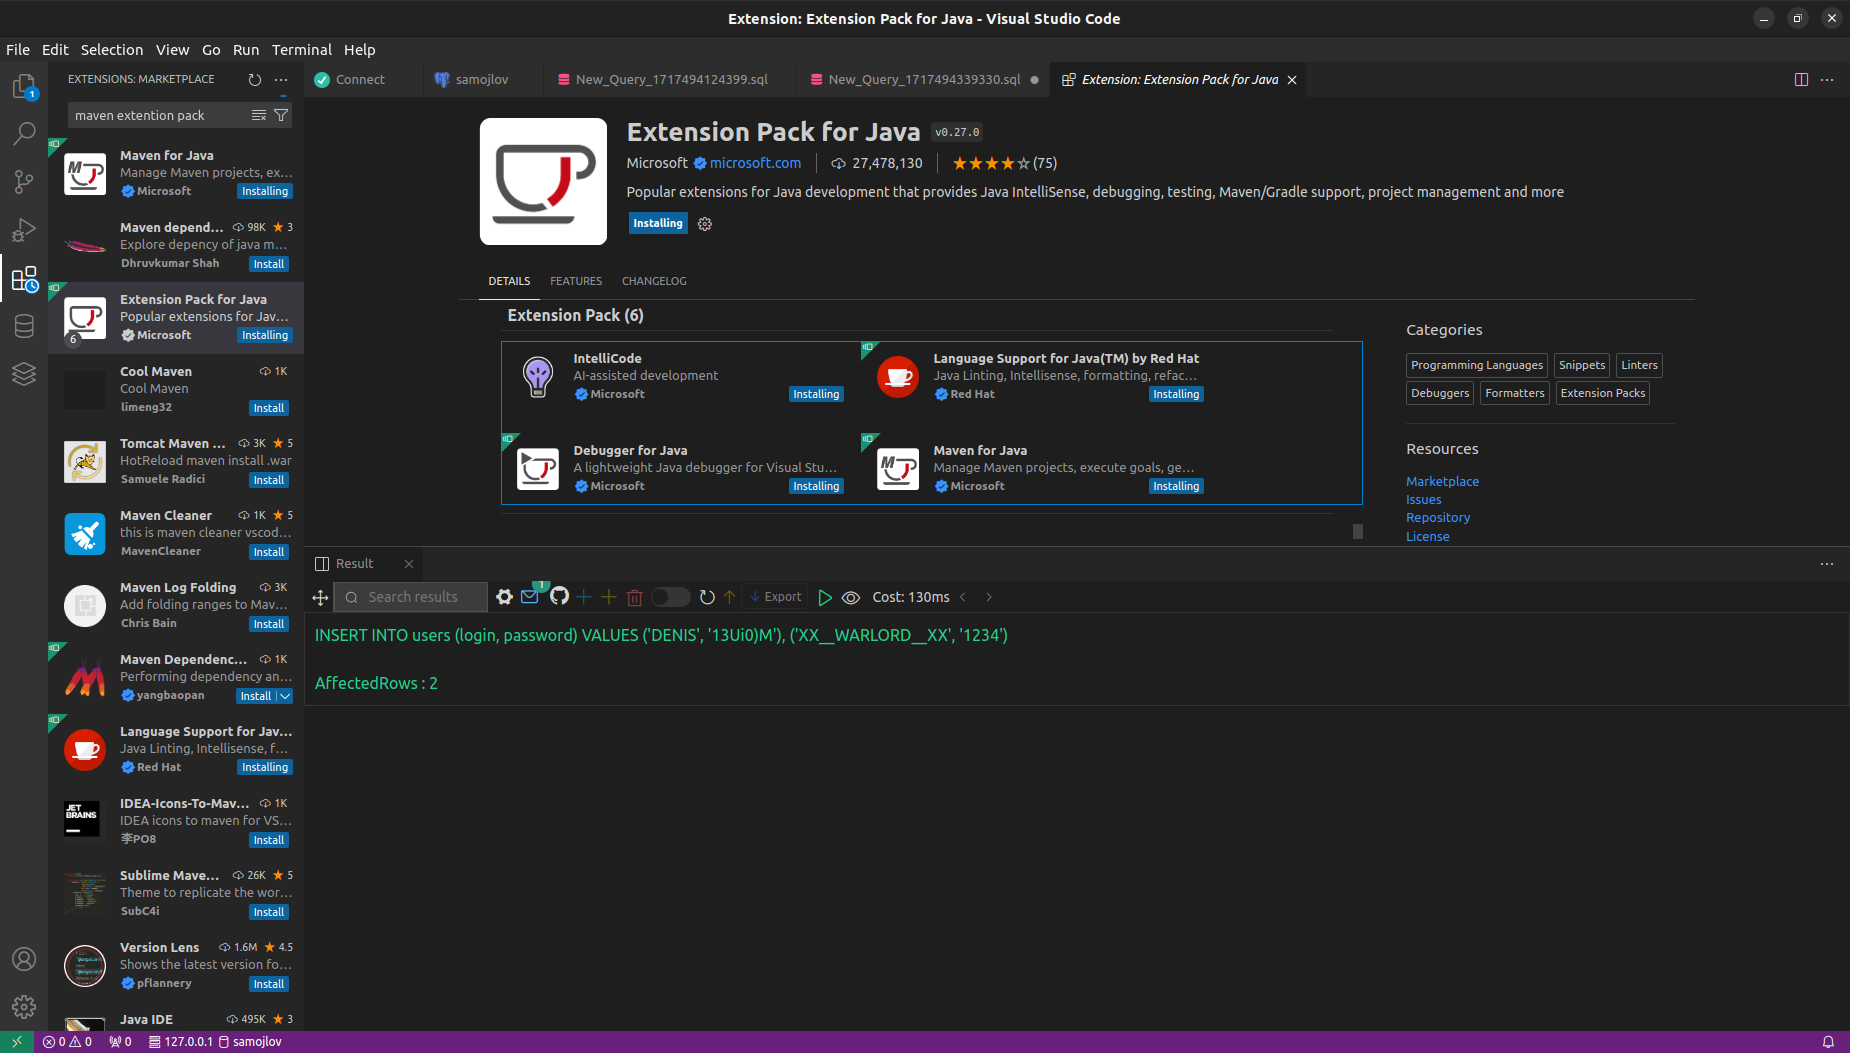 Extension: Extension Pack for Java - Visual Studio Code
File Edit Selection View Go Run Terminal Help
EXTENSIONS: MARKETPLACE
maven extention pack
Maven for Java
Manage Maven projects, ex...
Microsoft Installing
Maven depend... 98K 3
Explore depency of java m...
Dhruvkumar Shah Install
Extension Pack for Java
Popular extensions for Jav...
6 Microsoft Installing
Cool Maven 1K
Cool Maven
limeng32 Install
Tomcat Maven ... 3K 5
HotReload maven install .war
Samuele Radici Install
Maven Cleaner 1K 5
this is maven cleaner vscod...
MavenCleaner Install
Maven Log Folding 3K
Add folding ranges to Mav...
Chris Bain Install
Maven Dependenc... 1K
Performing dependency an...
yangbaopan Install
Language Support for Jav...
Java Linting, Intellisense, f...
Red Hat Installing
JET
BRAINS
IDEA-Icons-To-Mav... 1K
IDEA icons to maven for VS...
李PO8 Install
Sublime Mave... 26K 5
Theme to replicate the wor...
SubC4i Install
Version Lens 1.6M 4.5
Shows the latest version fo...
pflannery Install
Java IDE 495K 3
Connect samojlov New_Query_1717494124399.sql New_Query_1717494339330.sql Extension: Extension Pack for Java
Extension Pack for Java v0.27.0
Microsoft microsoft.com 27,478,130 (75)
Popular extensions for Java development that provides Java IntelliSense, debugging, testing, Maven/Gradle support, project management and more
Installing
DETAILS FEATURES CHANGELOG
Extension Pack (6)
IntelliCode
AI-assisted development
Microsoft Installing
Language Support for Java(TM) by Red Hat
Java Linting, Intellisense, formatting, refac...
Red Hat Installing
Debugger for Java
A lightweight Java debugger for Visual Stu...
Microsoft Installing
Maven for Java
Manage Maven projects, execute goals, ge...
Microsoft Installing
Categories
Programming Languages Snippets Linters
Debuggers Formatters Extension Packs
Resources
Marketplace
Issues
Repository
License
Result
Search results 1 Export Cost: 130ms
INSERT INTO users (login, password) VALUES ('DENIS', '13Ui0)M'), ('XX__WARLORD__XX', '1234')
AffectedRows : 2
1
0 0 0 127.0.0.1 samojlov